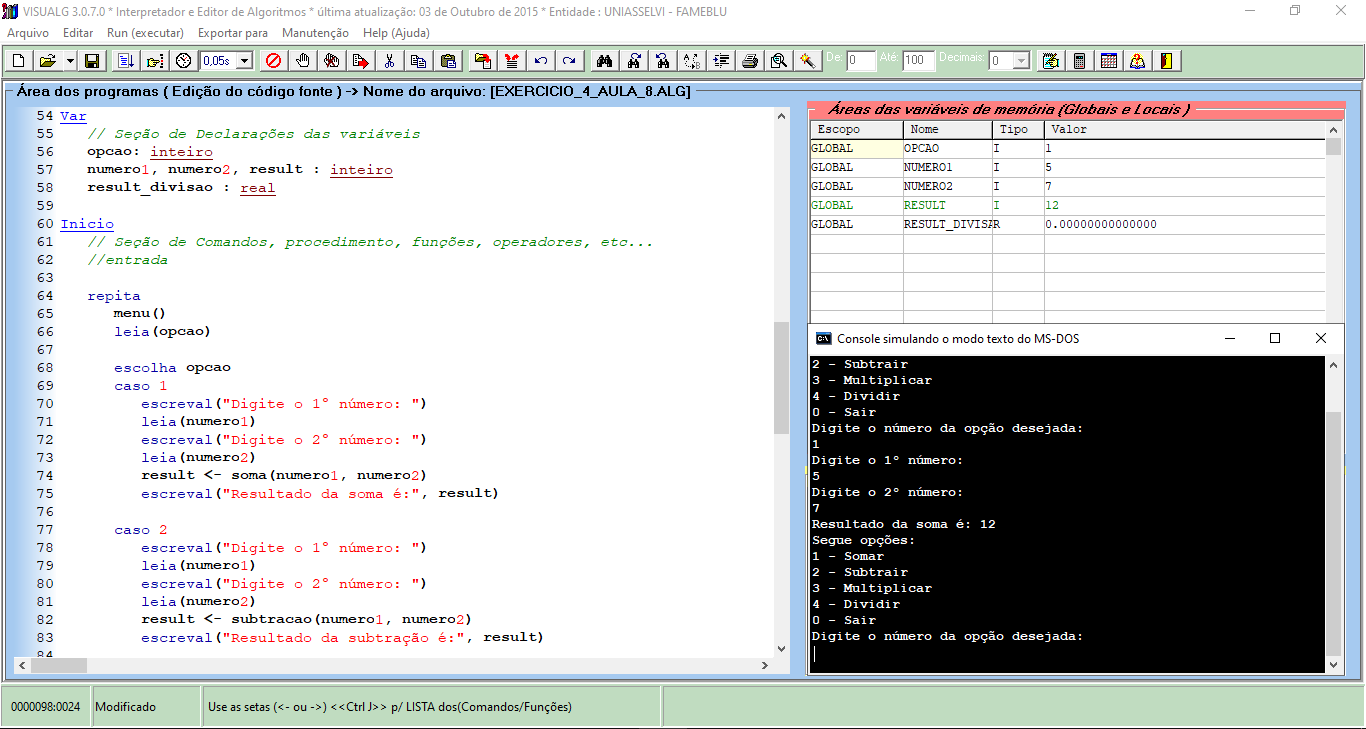 VISUALG 3.0.7.0 * Interpretador e Editor de Algoritmos * última atualização: 03 de Outubro de 2015 * Entidade : UNIASSELVI - FAMEBLU
Arquivo Editar Run (executar) Exportar para Manutenção Help (Ajuda)
0,05s De: 0 Até: 100 Decimais: 0
Área dos programas ( Edição do código fonte ) -> Nome do arquivo: [EXERCICIO_4_AULA_8.ALG]
54 Var
55 // Seção de Declarações das variáveis
56 opcao: inteiro
57 numero1, numero2, result : inteiro
58 result_divisao : real
59
60 Inicio
61 // Seção de Comandos, procedimento, funções, operadores, etc...
62 //entrada
63
64 repita
65 menu()
66 leia(opcao)
67
68 escolha opcao
69 caso 1
70 escreval("Digite o 1º número: ")
71 leia(numero1)
72 escreval("Digite o 2º número: ")
73 leia(numero2)
74 result <- soma(numero1, numero2)
75 escreval("Resultado da soma é:", result)
76
77 caso 2
78 escreval("Digite o 1º número: ")
79 leia(numero1)
80 escreval("Digite o 2º número: ")
81 leia(numero2)
82 result <- subtracao(numero1, numero2)
83 escreval("Resultado da subtração é:", result)
84
Áreas das variáveis de memória (Globais e Locais )
Escopo Nome Tipo Valor
GLOBAL OPCAO I 1
GLOBAL NUMERO1 I 5
GLOBAL NUMERO2 I 7
GLOBAL RESULT I 12
GLOBAL RESULT_DIVISA R 0.00000000000000
Console simulando o modo texto do MS-DOS
2 - Subtrair
3 - Multiplicar
4 - Dividir
0 - Sair
Digite o número da opção desejada:
1
Digite o 1º número:
5
Digite o 2º número:
7
Resultado da soma é: 12
Segue opções:
1 - Somar
2 - Subtrair
3 - Multiplicar
4 - Dividir
0 - Sair
Digite o número da opção desejada:
0000098:0024 Modificado Use as setas (<- ou ->) <<Ctrl J>> p/ LISTA dos(Comandos/Funções)